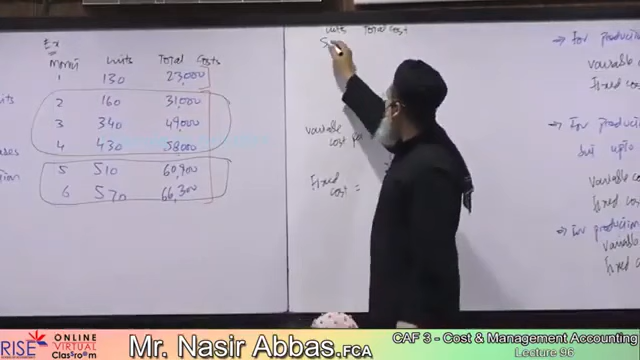 Ex
Month Units Total Costs
1 130 23,000
2 160 31,000
3 340 49,000
4 430 58,000
5 510 60,900
6 570 66,300
Units Total Cost
variable
cost
Fixed
cost =
⇒ For
variable
Fixed
⇒ For
but upto
variable
Fixed
⇒ For production
variable
Fixed
RISE ONLINE
VIRTUAL
Classroom
Mr. Nasir Abbas.FCA
CAF 3 - Cost & Management Accounting
Lecture 96